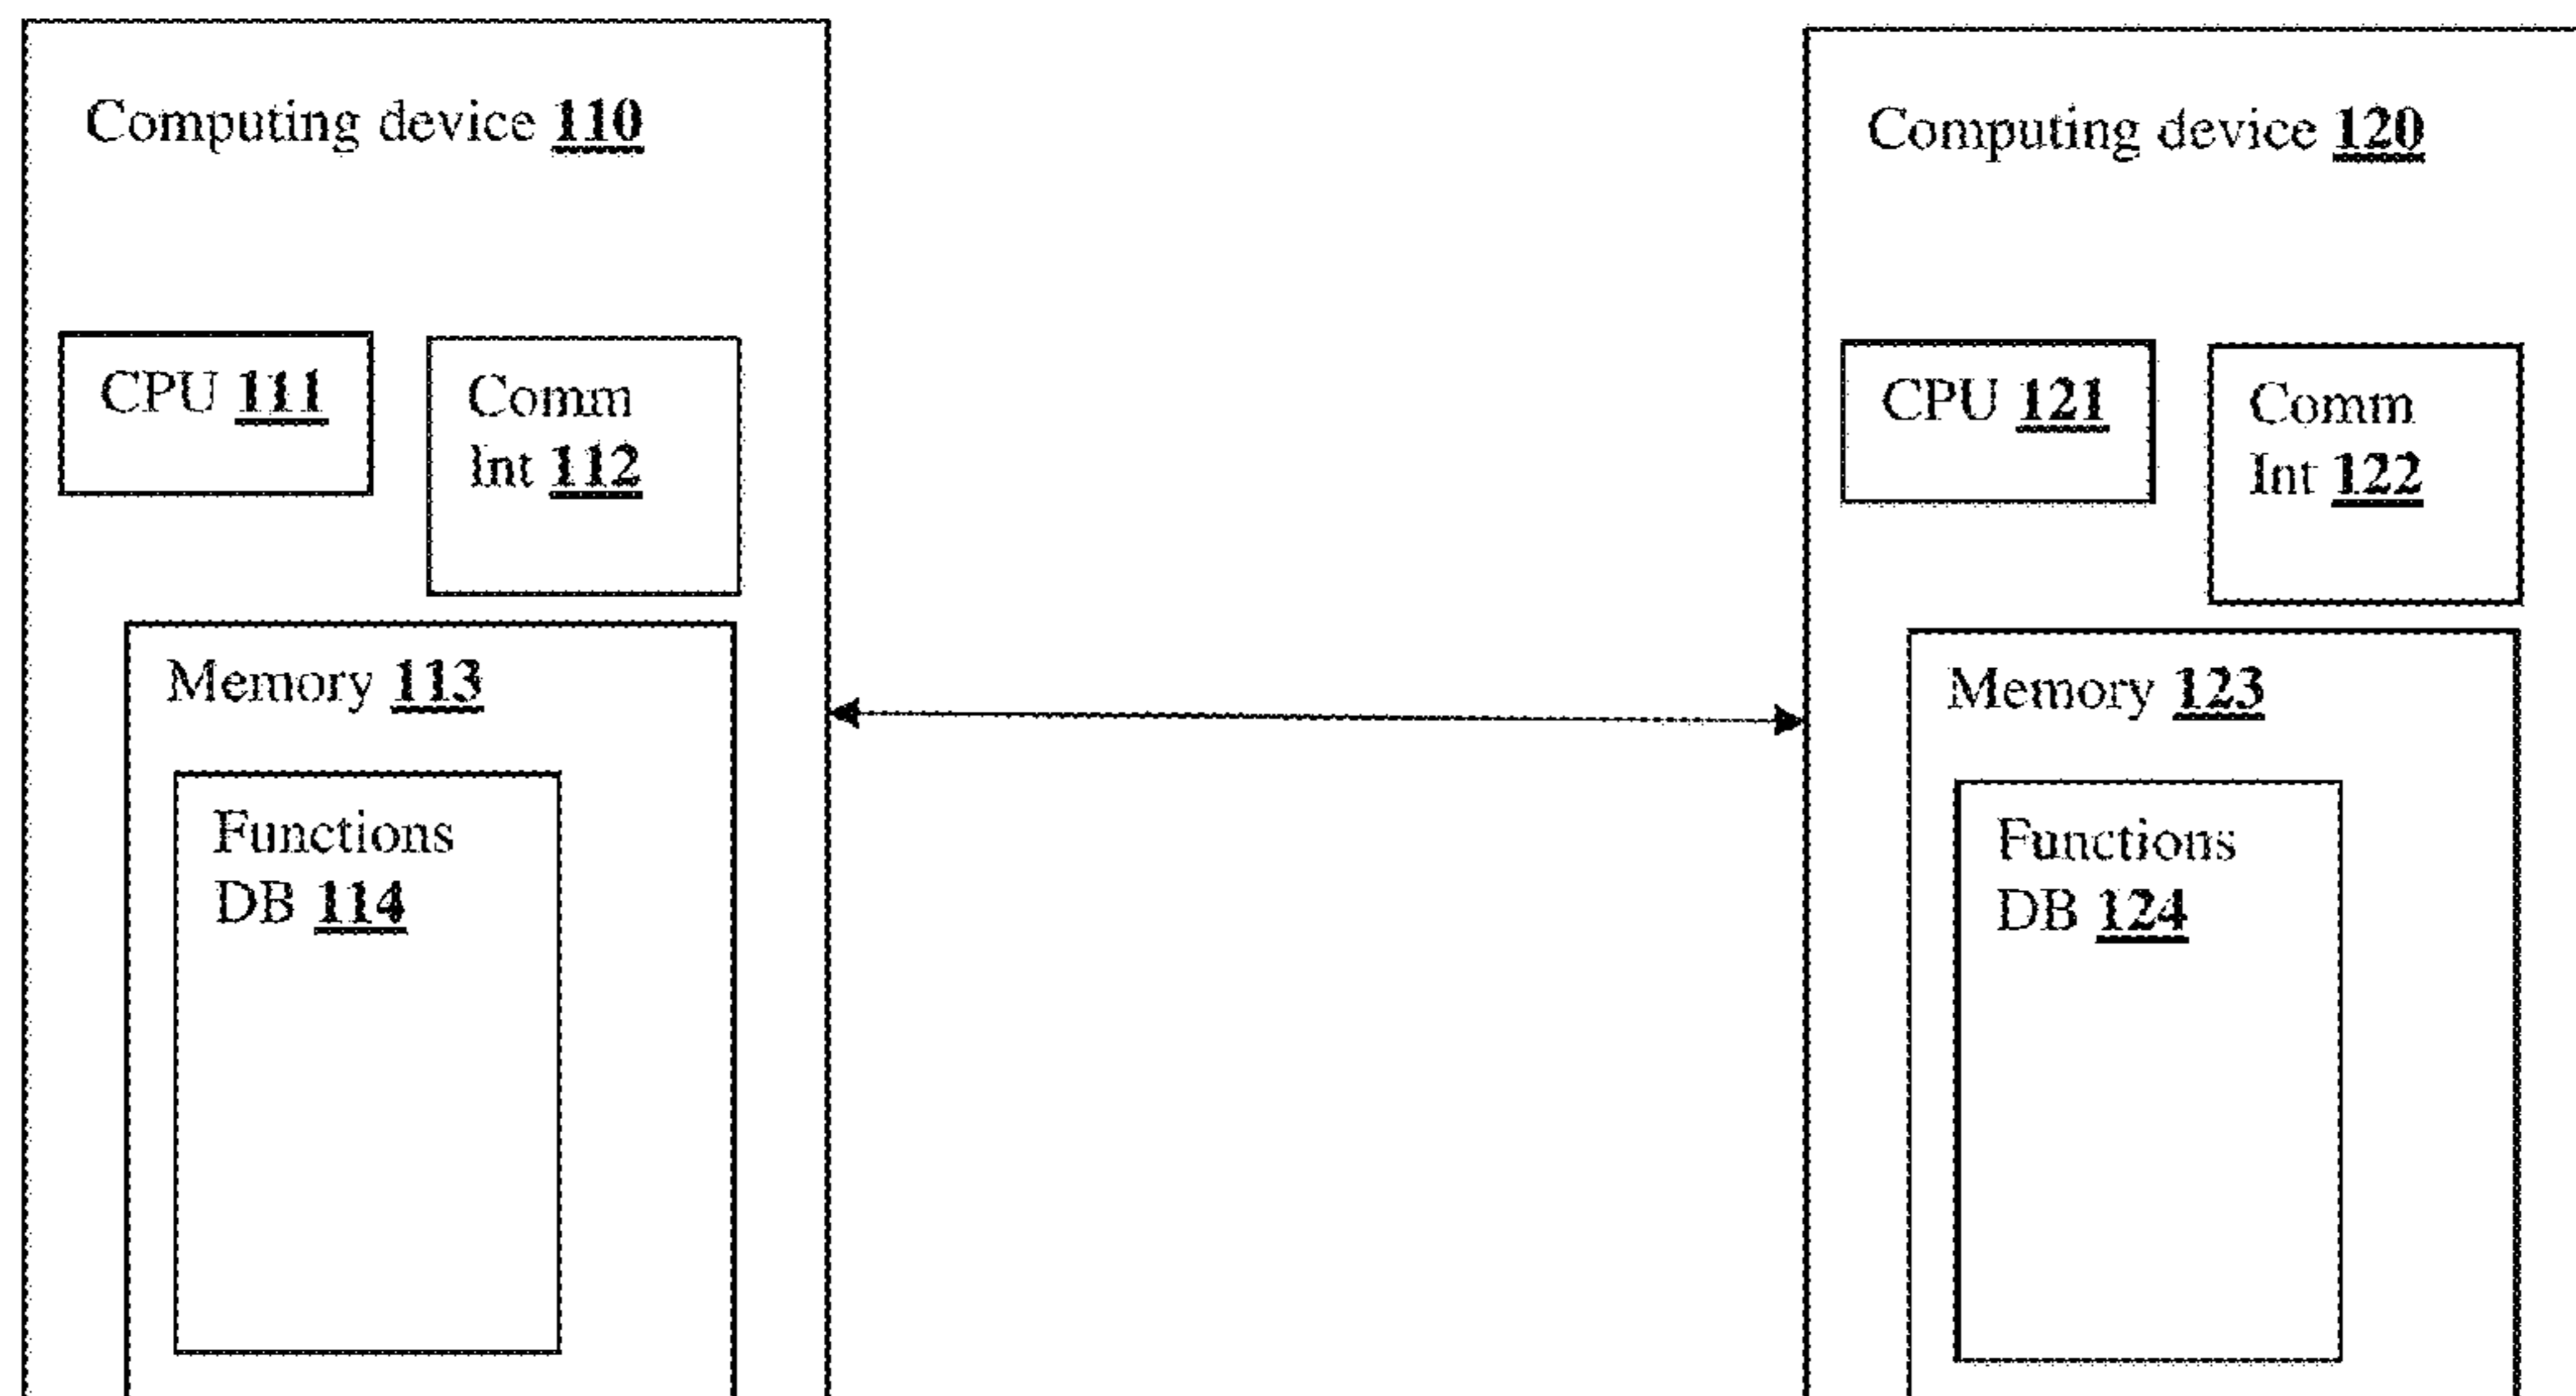 Computing device 110
CPU 111
Comm
Int 112
Memory 113
Functions
DB 114
Computing device 120
CPU 121
Comm
Int 122
Memory 123
Functions
DB 124